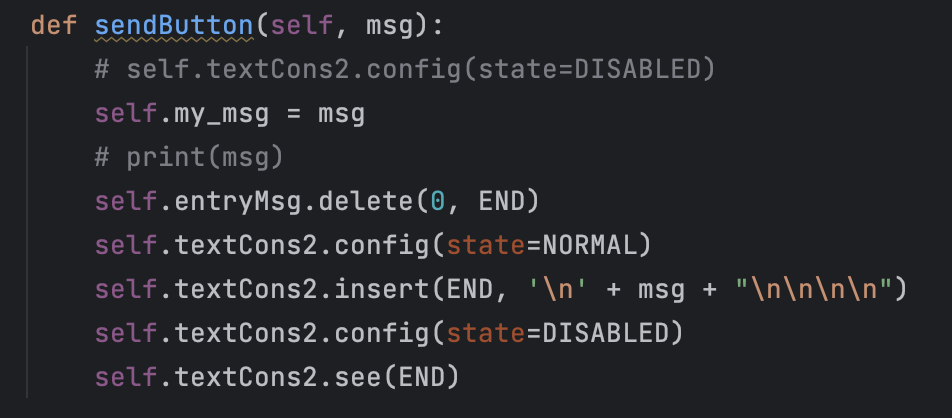 def sendButton(self, msg):
    # self.textCons2.config(state=DISABLED)
    self.my_msg = msg
    # print(msg)
    self.entryMsg.delete(0, END)
    self.textCons2.config(state=NORMAL)
    self.textCons2.insert(END, '\n' + msg + "\n\n\n\n")
    self.textCons2.config(state=DISABLED)
    self.textCons2.see(END)